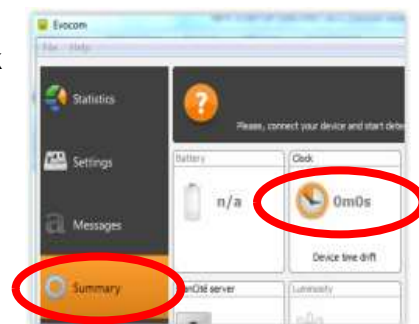 Evocom
File Help
Statistics
Please, connect your device and start
Settings
Battery
Clock
n/a
0m0s
Messages
Device time drift
Summary
server
Luminosity
n/a